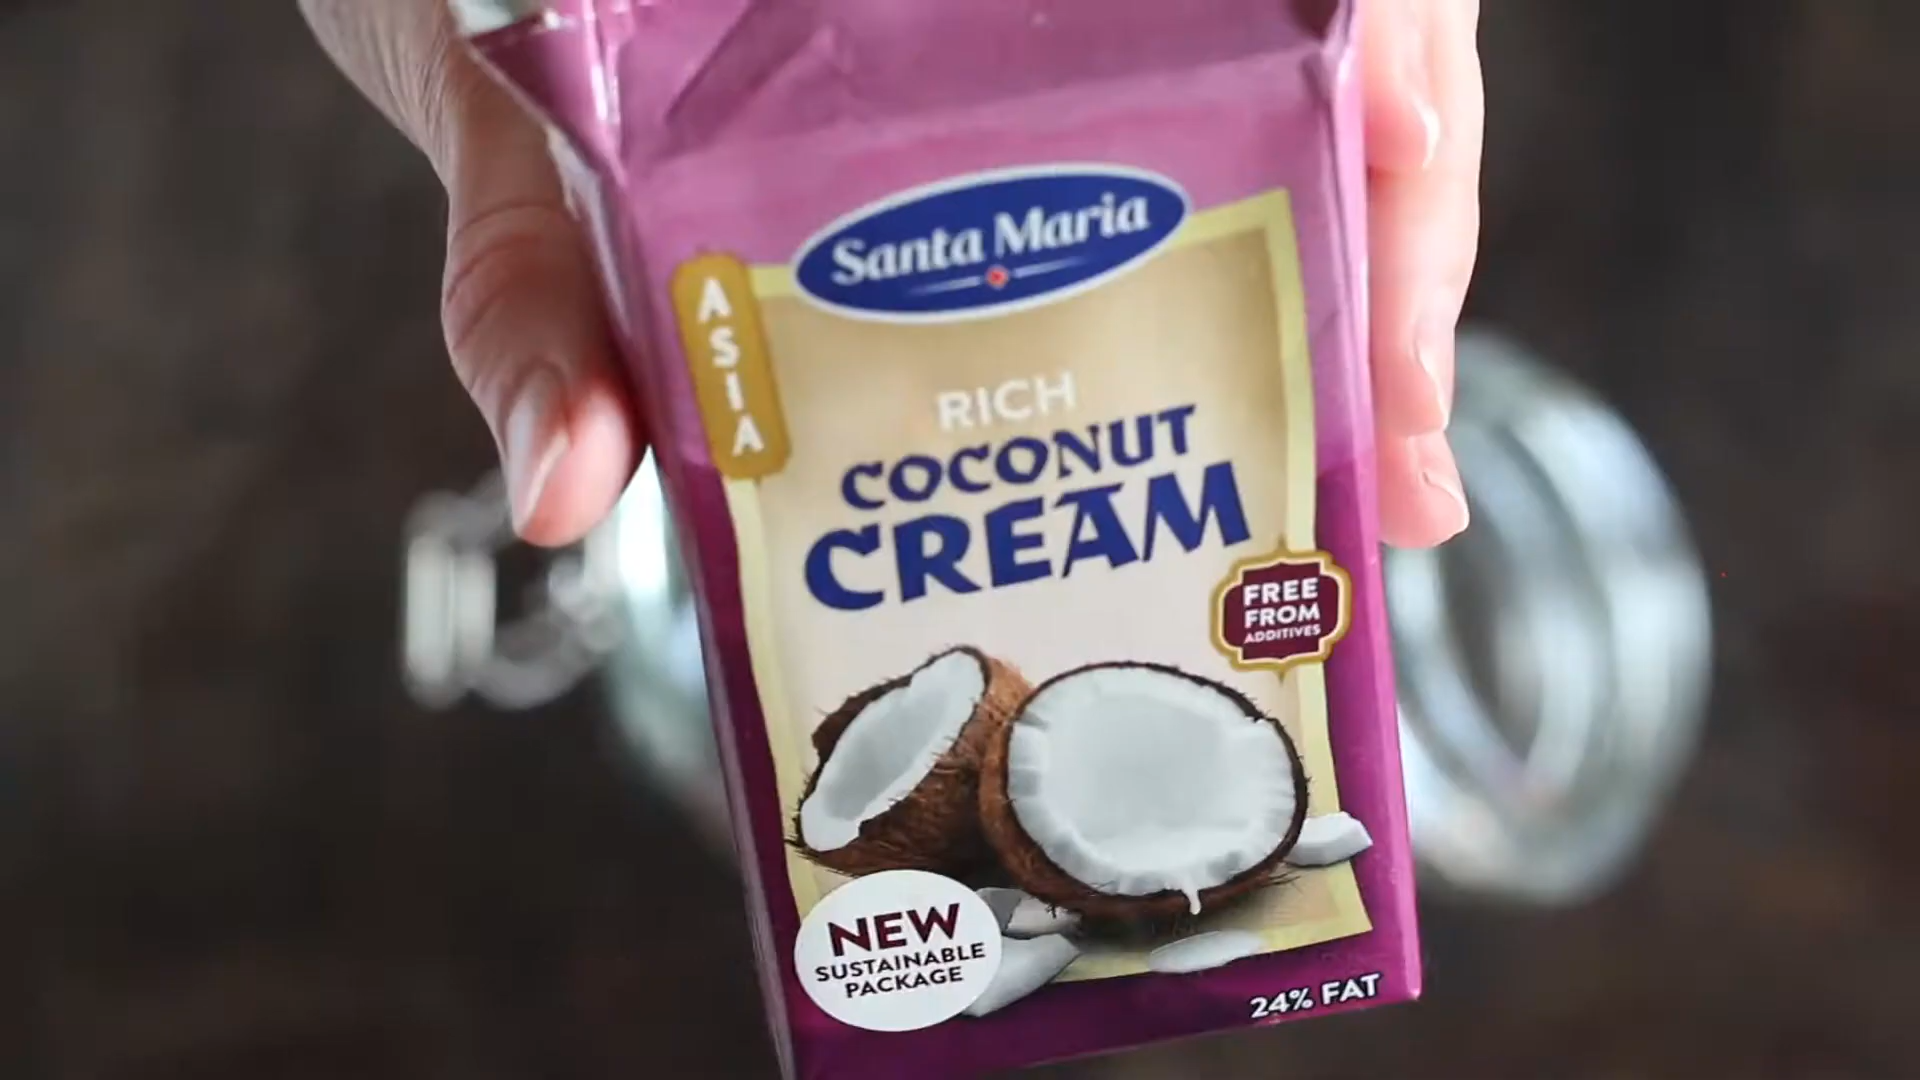 Santa Maria
ASIA
RICH
COCONUT
CREAM
FREE
FROM
ADDITIVES
NEW
SUSTAINABLE
PACKAGE
24% FAT